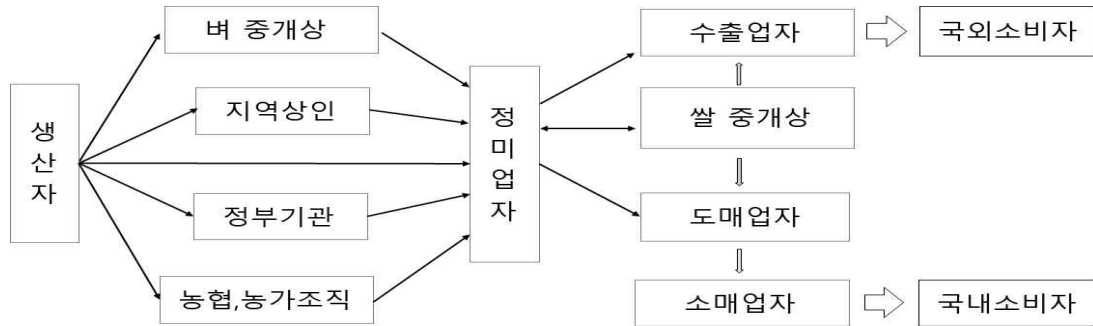 벼 중개상
지역상인
생산자
정부기관
농협,농가조직
정미업자
수출업자
국외소비자
쌀 중개상
도매업자
소매업자
국내소비자